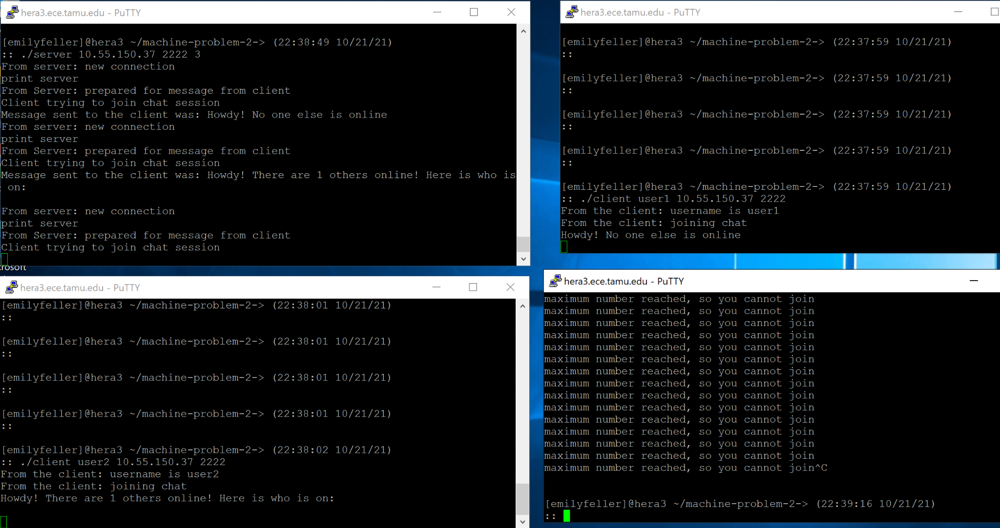 hera3.ece.tamu.edu - PuTTY
[emilyfeller]@hera3 ~/machine-problem-2-> (22:38:49 10/21/21)
:: ./server 10.55.150.37 2222 3
From server: new connection
print server
From Server: prepared for message from client
Client trying to join chat session
Message sent to the client was: Howdy! No one else is online
From server: new connection
print server
From Server: prepared for message from client
Client trying to join chat session
Message sent to the client was: Howdy! There are 1 others online! Here is who is
on:
From server: new connection
print server
From Server: prepared for message from client
Client trying to join chat session
crosoft
hera3.ece.tamu.edu - PuTTY
[emilyfeller]@hera3 ~/machine-problem-2-> (22:37:59 10/21/21)
::
[emilyfeller]@hera3 ~/machine-problem-2-> (22:37:59 10/21/21)
::
[emilyfeller]@hera3 ~/machine-problem-2-> (22:37:59 10/21/21)
::
[emilyfeller]@hera3 ~/machine-problem-2-> (22:37:59 10/21/21)
::
[emilyfeller]@hera3 ~/machine-problem-2-> (22:37:59 10/21/21)
:: ./client user1 10.55.150.37 2222
From the client: username is user1
From the client: joining chat
Howdy! No one else is online
hera3.ece.tamu.edu - PuTTY
[emilyfeller]@hera3 ~/machine-problem-2-> (22:38:01 10/21/21)
::
[emilyfeller]@hera3 ~/machine-problem-2-> (22:38:01 10/21/21)
::
[emilyfeller]@hera3 ~/machine-problem-2-> (22:38:01 10/21/21)
::
[emilyfeller]@hera3 ~/machine-problem-2-> (22:38:01 10/21/21)
::
[emilyfeller]@hera3 ~/machine-problem-2-> (22:38:02 10/21/21)
:: ./client user2 10.55.150.37 2222
From the client: username is user2
From the client: joining chat
Howdy! There are 1 others online! Here is who is on:
hera3.ece.tamu.edu - PuTTY
maximum number reached, so you cannot join
maximum number reached, so you cannot join
maximum number reached, so you cannot join
maximum number reached, so you cannot join
maximum number reached, so you cannot join
maximum number reached, so you cannot join
maximum number reached, so you cannot join
maximum number reached, so you cannot join
maximum number reached, so you cannot join
maximum number reached, so you cannot join
maximum number reached, so you cannot join
maximum number reached, so you cannot join
maximum number reached, so you cannot join
maximum number reached, so you cannot join
maximum number reached, so you cannot join^C
[emilyfeller]@hera3 ~/machine-problem-2-> (22:39:16 10/21/21)
::